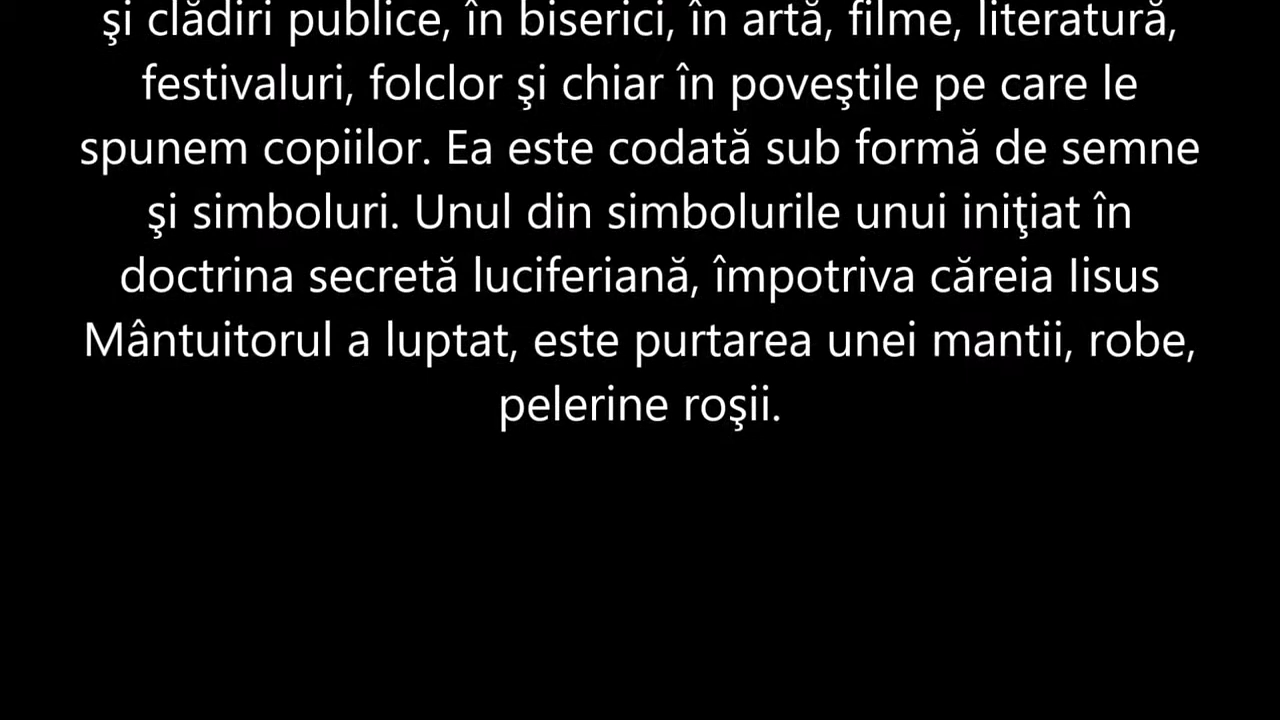 şi clădiri publice, în biserici, în artă, filme, literatură,
festivaluri, folclor şi chiar în poveştile pe care le
spunem copiilor. Ea este codată sub formă de semne
şi simboluri. Unul din simbolurile unui iniţiat în
doctrina secretă luciferiană, împotriva căreia Iisus
Mântuitorul a luptat, este purtarea unei mantii, robe,
pelerine roşii.